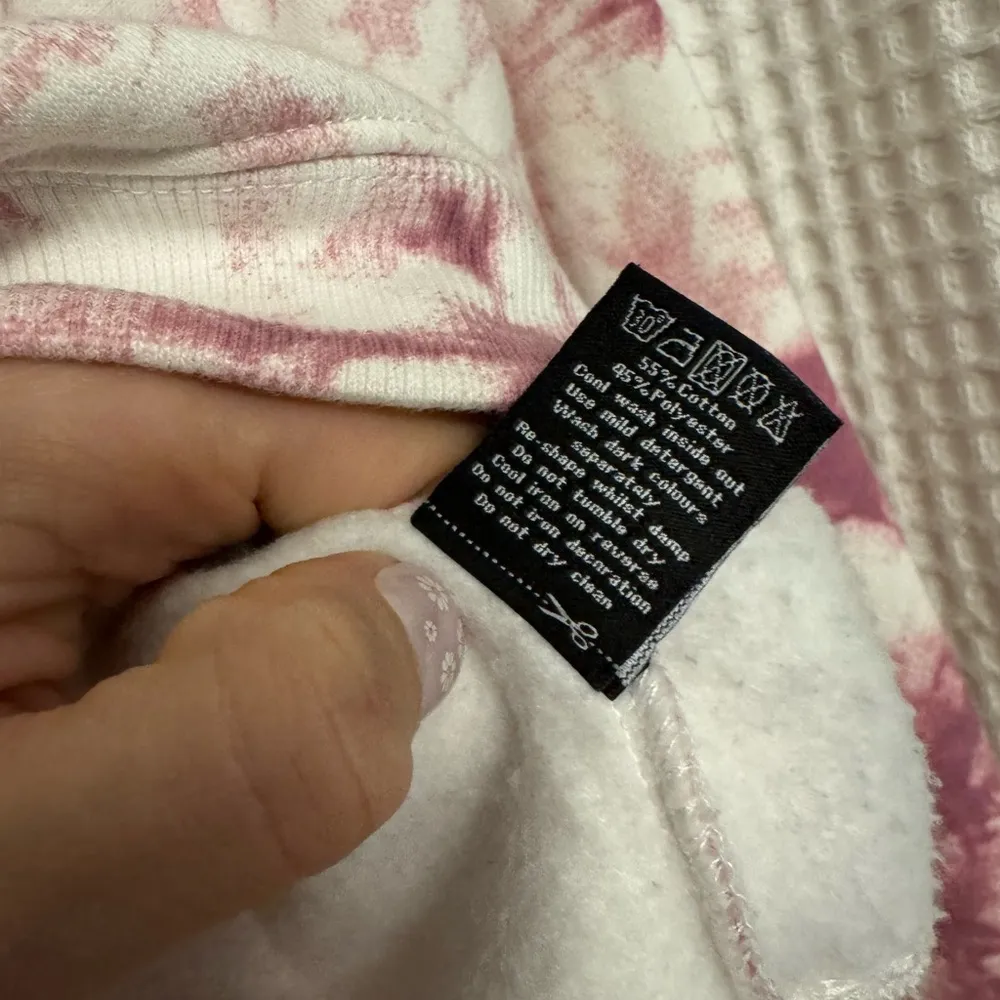 30°
55% Cotton
45% Polyester
Cool wash inside out
Use mild detergent
Wash dark colours
separately
Re-shape whilst damp
Do not tumble dry
Cool iron on reverse
Do not iron decoration
Do not dry clean